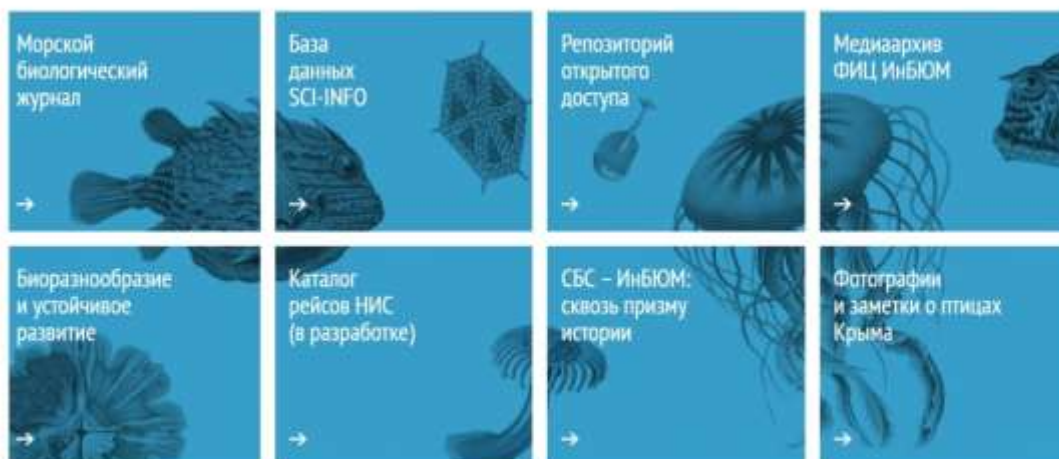 Морской
биологический
журнал
База
данных
SCI-INFO
Репозиторий
открытого
доступа
Медиаархив
ФИЦ ИнБЮМ
Биоразнообразие
и устойчивое
развитие
Каталог
рейсов НИС
(в разработке)
СБС – ИнБЮМ:
сквозь призму
истории
Фотографии
и заметки о птицах
Крыма